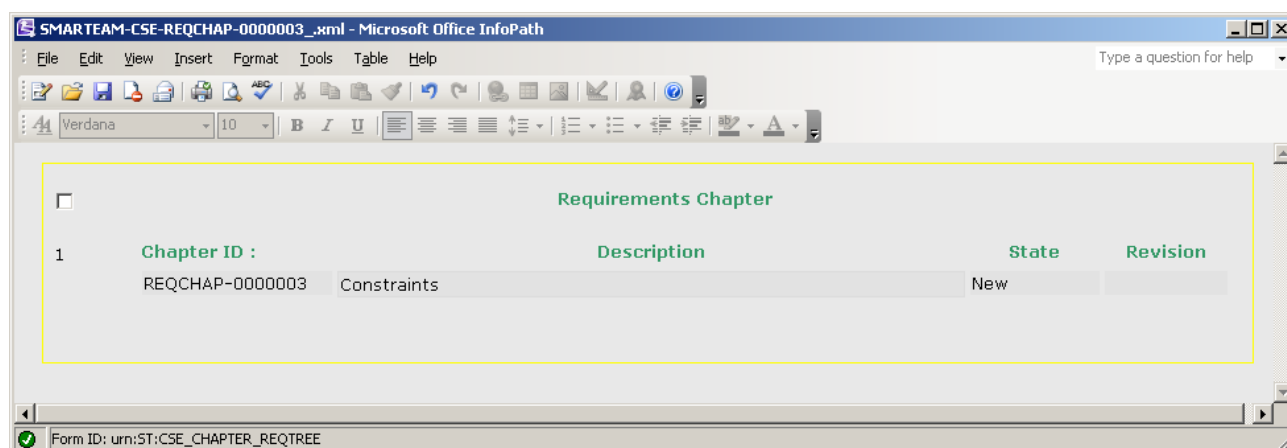 SMARTEAM-CSE-REQCHAP-0000003_.xml - Microsoft Office InfoPath
File Edit View Insert Format Tools Table Help
Type a question for help
Verdana 10 B I U
Requirements Chapter
1 Chapter ID : Description State Revision
REQCHAP-0000003 Constraints New
Form ID: urn:ST:CSE_CHAPTER_REQTREE